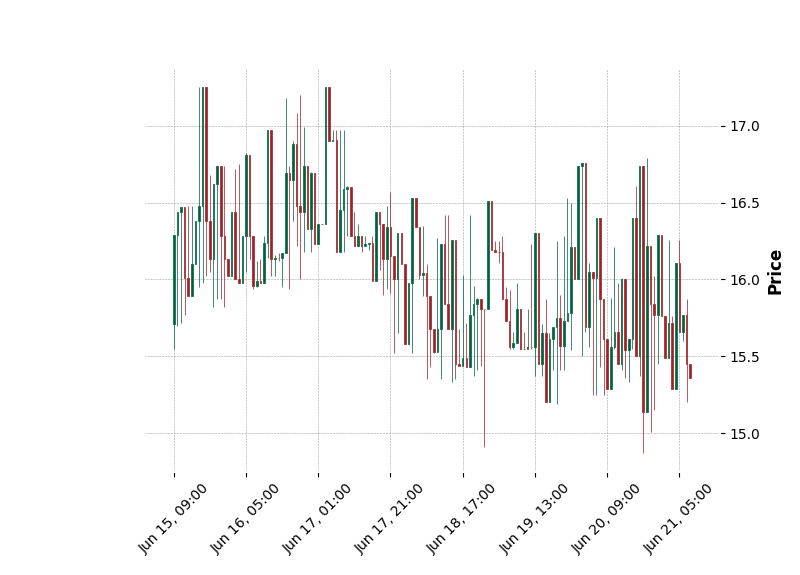 17.0
16.5
16.0
15.5
15.0
Price
Jun 15, 09:00
Jun 16, 05:00
Jun 17, 01:00
Jun 17, 21:00
Jun 18, 17:00
Jun 19, 13:00
Jun 20, 09:00
Jun 21, 05:00